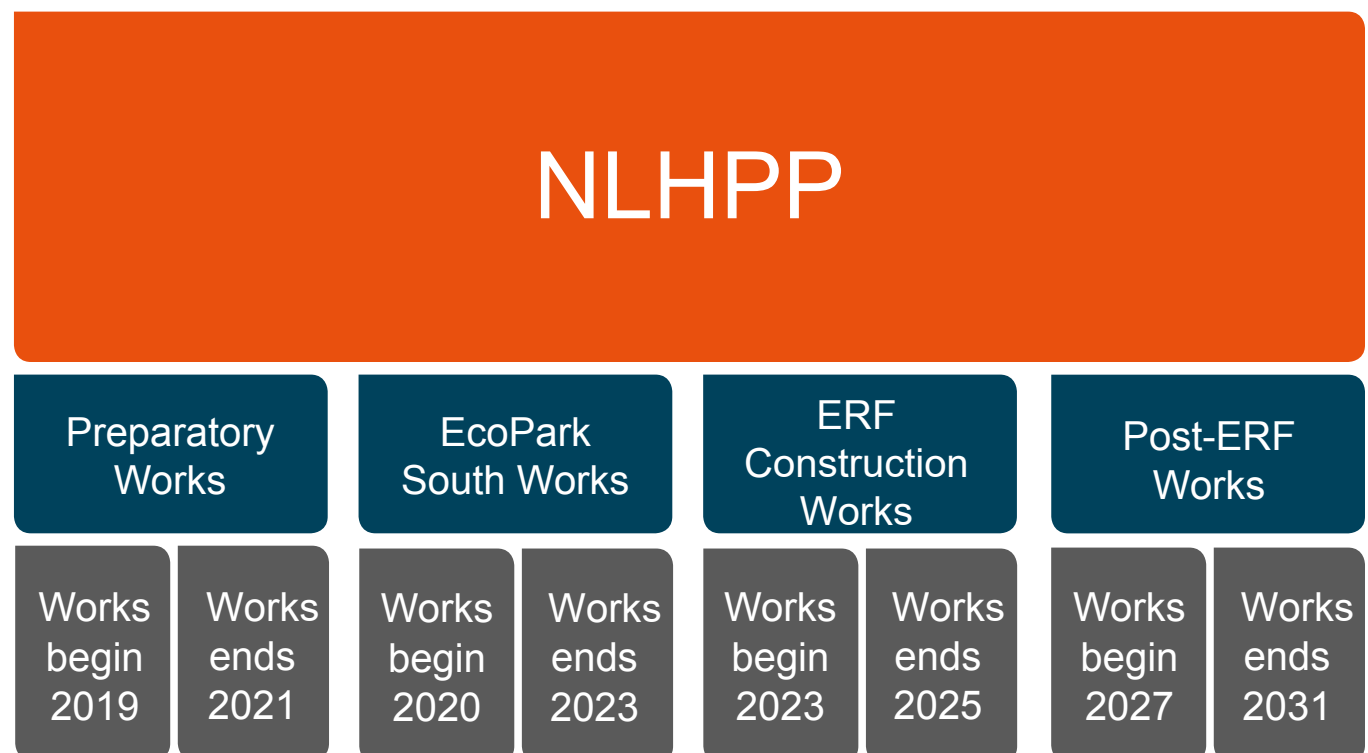 NLHPP
Preparatory
Works
EcoPark
South Works
ERF
Construction
Works
Post-ERF
Works
Works
begin
2019
Works
ends
2021
Works
begin
2020
Works
ends
2023
Works
begin
2023
Works
ends
2025
Works
begin
2027
Works
ends
2031